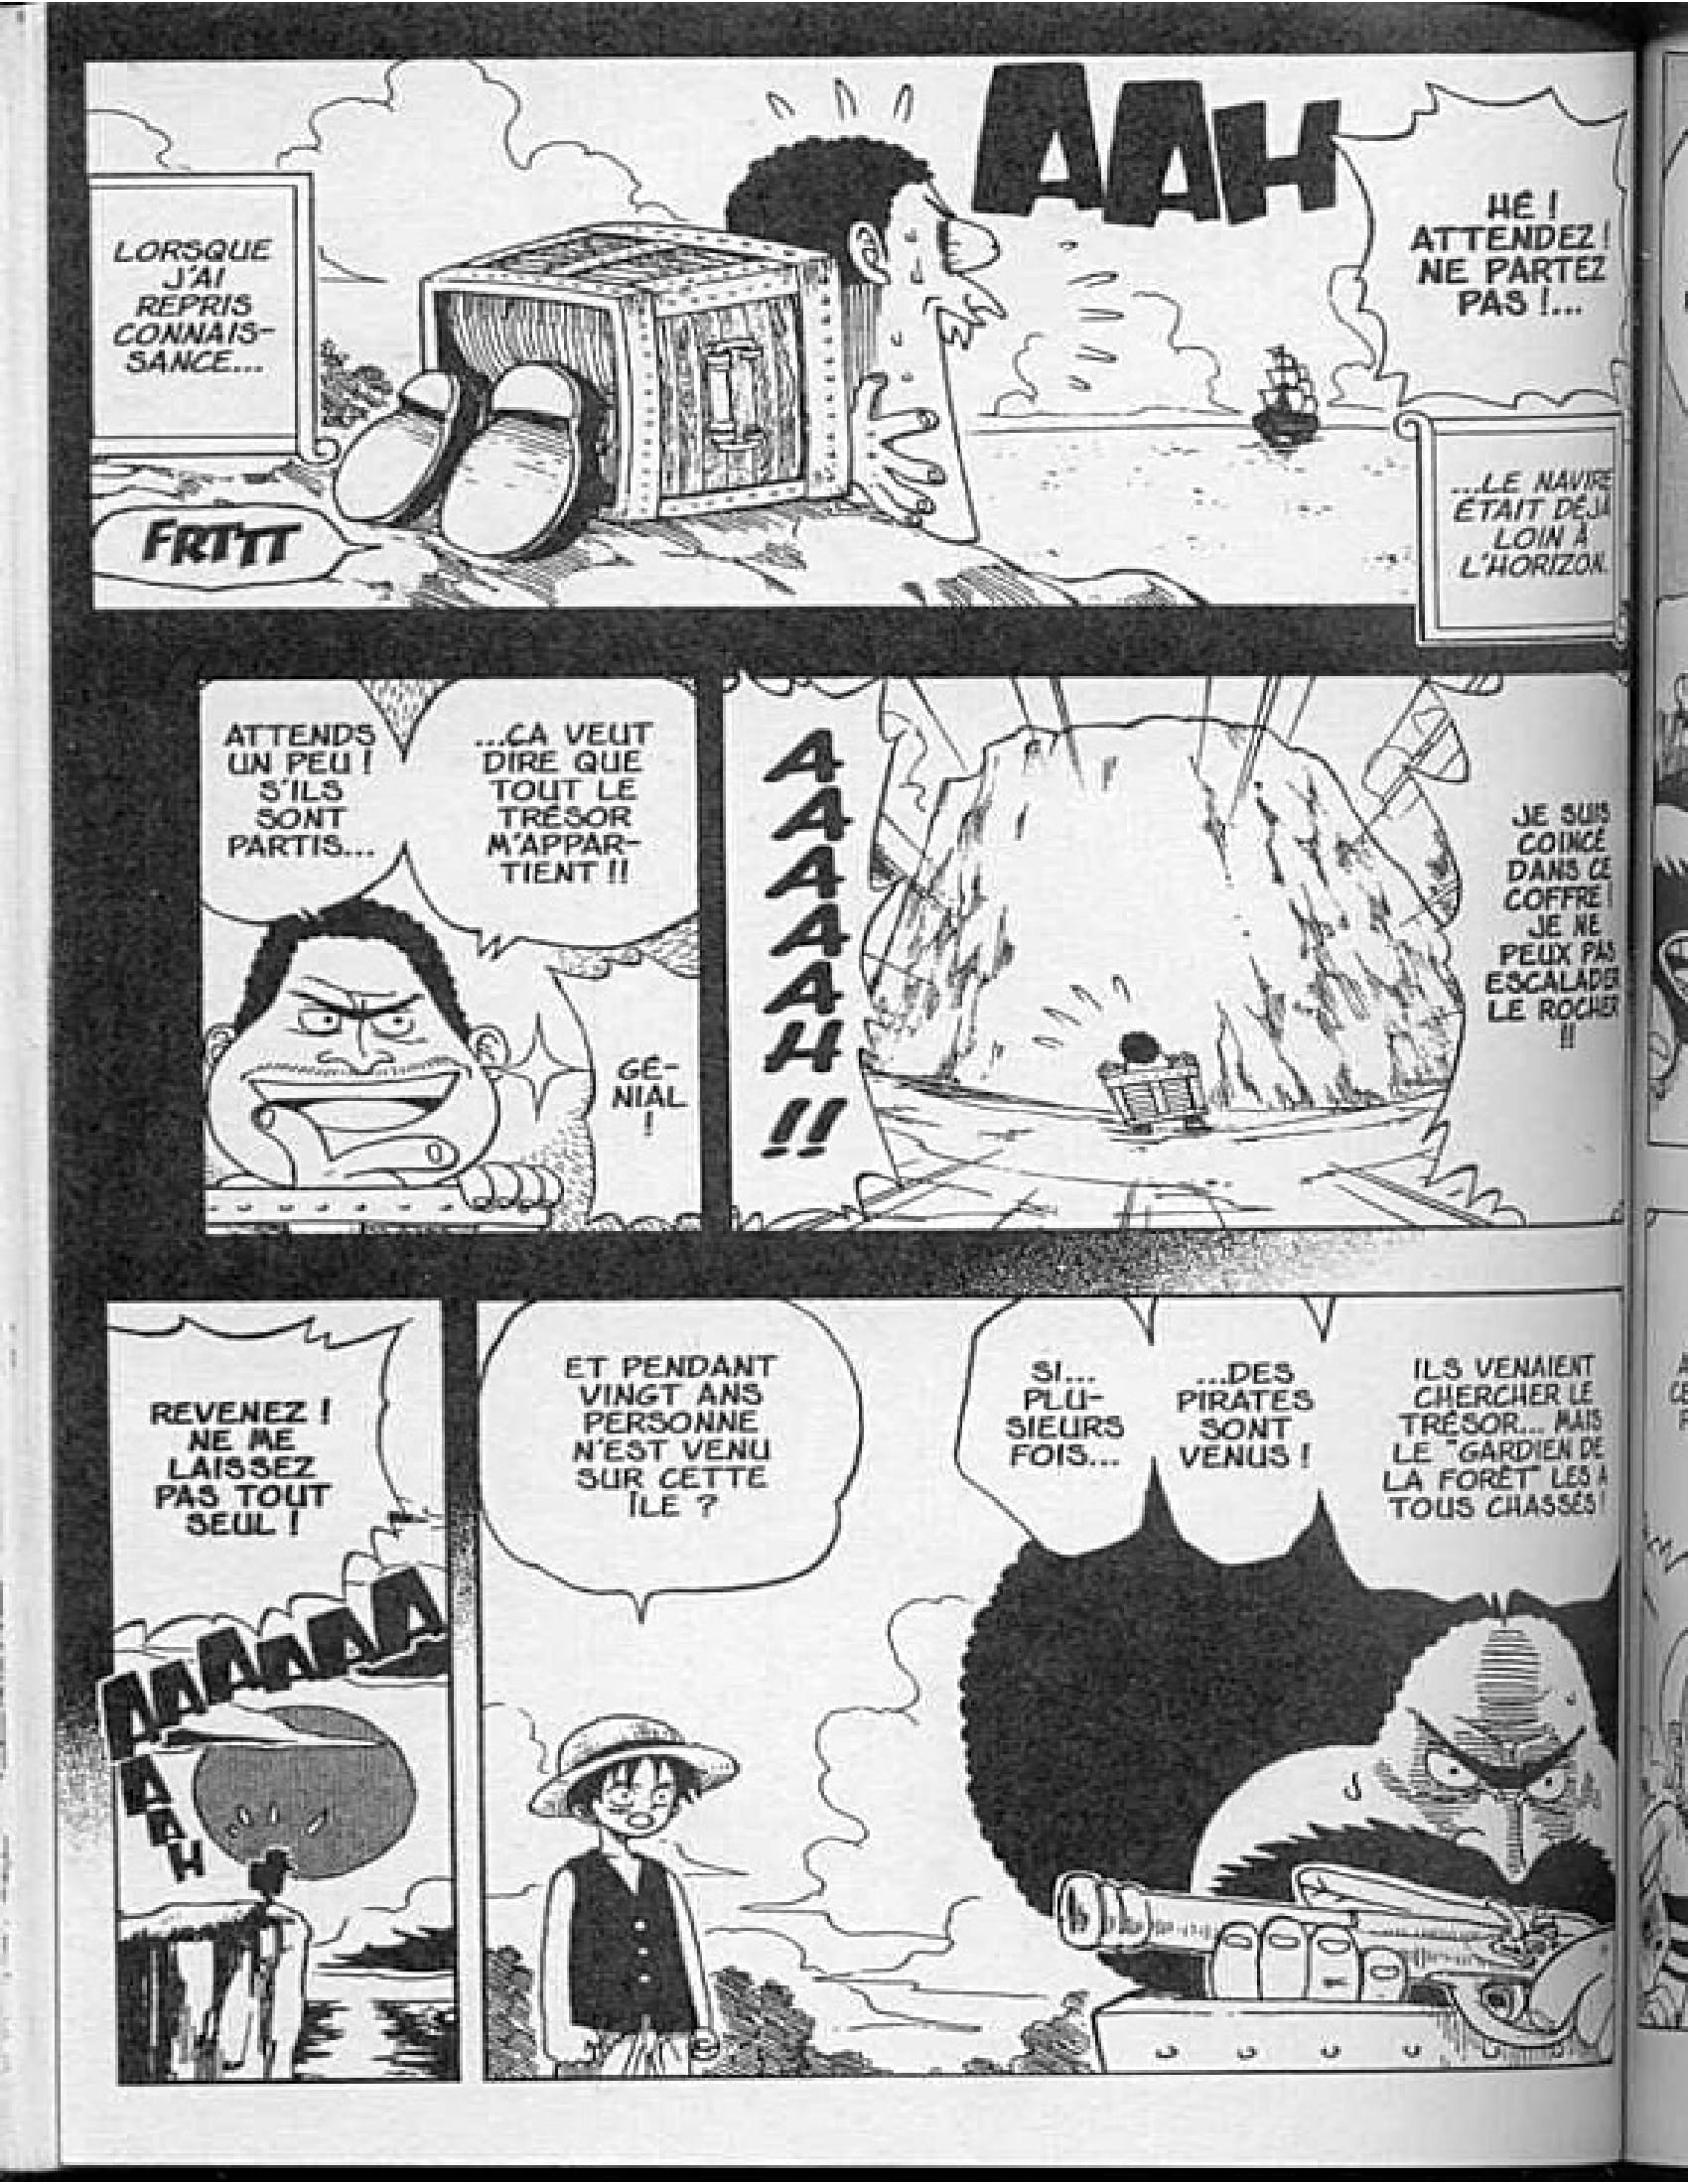 LORSQUE
J'AI
REPRIS
CONNAIS-
SANCE...
FRTTT
AAH
HÉ !
ATTENDEZ !
NE PARTEZ
PAS !...
...LE NAVIRE
ÉTAIT DÉJÀ
LOIN À
L'HORIZON.
ATTENDS
UN PEU !
S'ILS
SONT
PARTIS...
...CA VEUT
DIRE QUE
TOUT LE
TRÉSOR
M'APPAR-
TIENT !!
GÉ-
NIAL
!
AAAAAH !!
JE SUIS
COINCÉ
DANS CE
COFFRE !
JE NE
PEUX PAS
ESCALADER
LE ROCHER
!!
REVENEZ !
NE ME
LAISSEZ
PAS TOUT
SEUL !
AAAAAAAAAH
ET PENDANT
VINGT ANS
PERSONNE
N'EST VENU
SUR CETTE
ÎLE ?
SI...
PLU-
SIEURS
FOIS...
...DES
PIRATES
SONT
VENUS !
ILS VENAIENT
CHERCHER LE
TRÉSOR... MAIS
LE "GARDIEN DE
LA FORÊT" LES A
TOUS CHASSÉS !